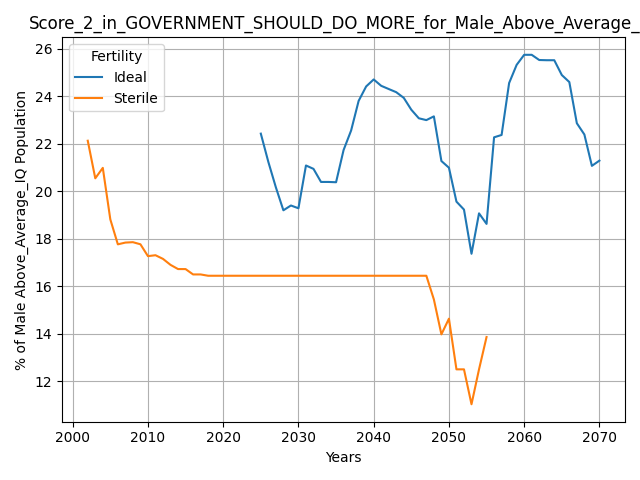 Score_2_in_GOVERNMENT_SHOULD_DO_MORE_for_Male_Above_Average_
Fertility
Ideal
Sterile
% of Male Above_Average_IQ Population
26
24
22
20
18
16
14
12
2000 2010 2020 2030 2040 2050 2060 2070
Years